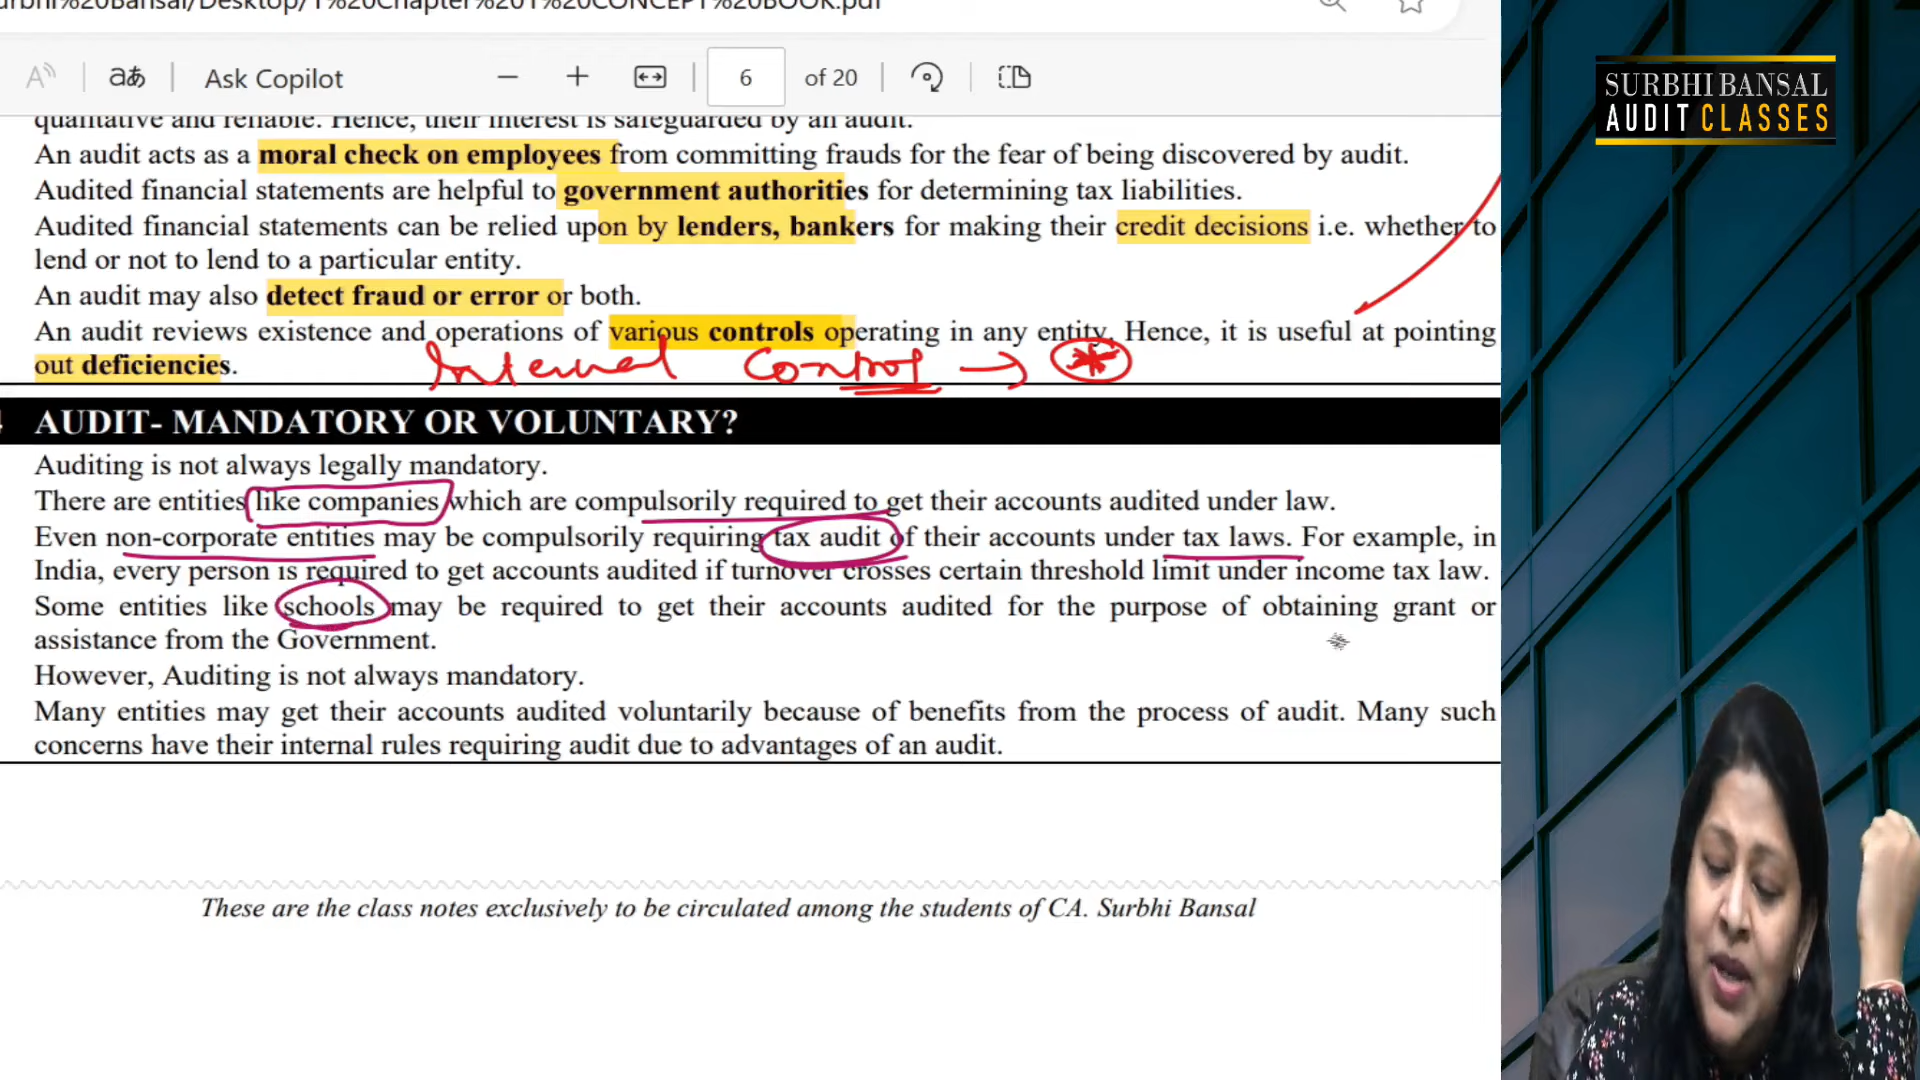 urbhi%20Bansal/Desktop/1%20Chapter%201%20CONCEPT%20BOOK.pdf
aあ Ask Copilot 6 of 20
SURBHI BANSAL
AUDIT CLASSES
qualitative and reliable. Hence, their interest is safeguarded by an audit.
An audit acts as a moral check on employees from committing frauds for the fear of being discovered by audit.
Audited financial statements are helpful to government authorities for determining tax liabilities.
Audited financial statements can be relied upon by lenders, bankers for making their credit decisions i.e. whether to
lend or not to lend to a particular entity.
An audit may also detect fraud or error or both.
An audit reviews existence and operations of various controls operating in any entity. Hence, it is useful at pointing
out deficiencies.
Internal Control →
AUDIT- MANDATORY OR VOLUNTARY?
Auditing is not always legally mandatory.
There are entities like companies which are compulsorily required to get their accounts audited under law.
Even non-corporate entities may be compulsorily requiring tax audit of their accounts under tax laws. For example, in
India, every person is required to get accounts audited if turnover crosses certain threshold limit under income tax law.
Some entities like schools may be required to get their accounts audited for the purpose of obtaining grant or
assistance from the Government.
However, Auditing is not always mandatory.
Many entities may get their accounts audited voluntarily because of benefits from the process of audit. Many such
concerns have their internal rules requiring audit due to advantages of an audit.
These are the class notes exclusively to be circulated among the students of CA. Surbhi Bansal